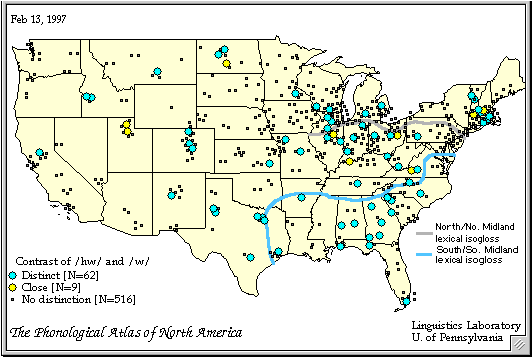 Feb 13, 1997
North/No. Midland
lexical isogloss
South/So. Midland
lexical isogloss
Contrast of /hw/ and /w/
Distinct [N=62]
Close [N=9]
No distinction [N=516]
The Phonological Atlas of North America
Linguistics Laboratory
U. of Pennsylvania